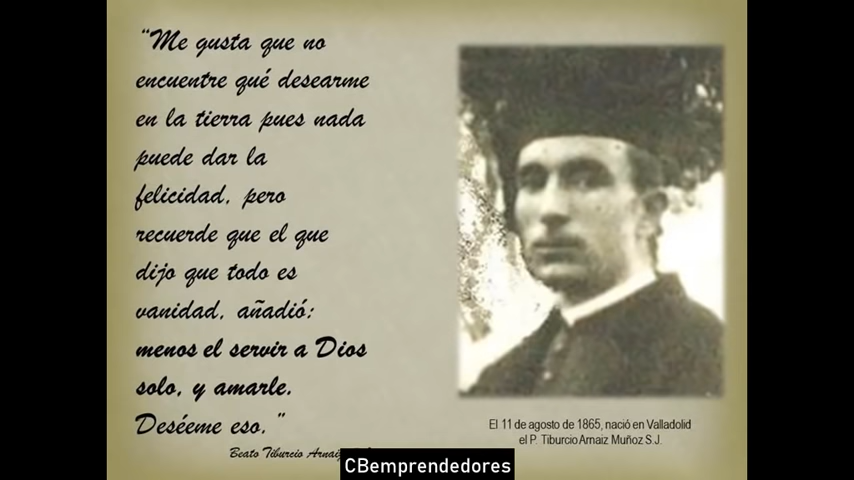 “Me gusta que no
encuentre qué desearme
en la tierra pues nada
puede dar la
felicidad, pero
recuerde que el que
dijo que todo es
vanidad, añadió:
menos el servir a Dios
solo, y amarle.
Deséeme eso.”
Beato Tiburcio Arnaiz
El 11 de agosto de 1865, nació en Valladolid
el P. Tiburcio Arnaiz Muñoz S.J.
CBemprendedores